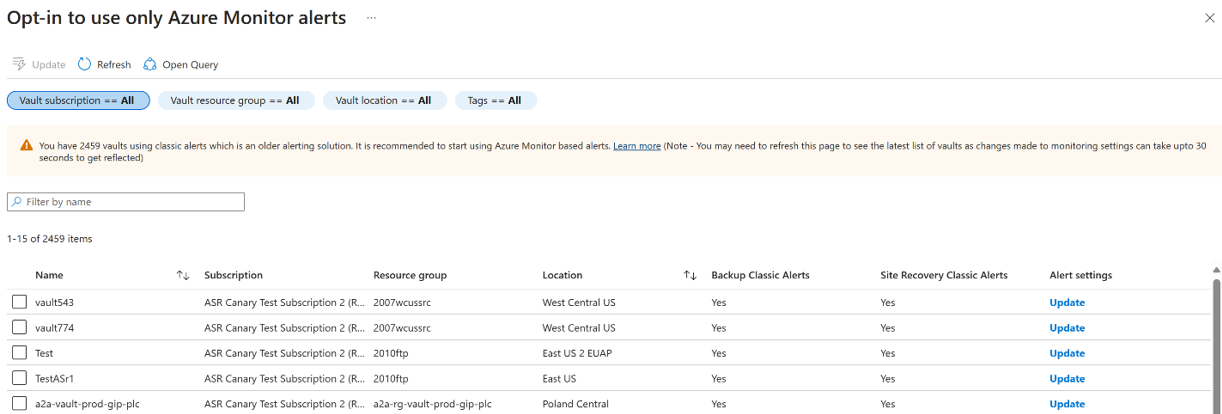 Opt-in to use only Azure Monitor alerts ...
Update Refresh Open Query
Vault subscription == All Vault resource group == All Vault location == All Tags == All
You have 2459 vaults using classic alerts which is an older alerting solution. It is recommended to start using Azure Monitor based alerts. Learn more (Note - You may need to refresh this page to see the latest list of vaults as changes made to monitoring settings can take upto 30
seconds to get reflected)
Filter by name
1-15 of 2459 items
Name Subscription Resource group Location Backup Classic Alerts Site Recovery Classic Alerts Alert settings
vault543 ASR Canary Test Subscription 2 (R... 2007wcussrc West Central US Yes Yes Update
vault774 ASR Canary Test Subscription 2 (R... 2007wcussrc West Central US Yes Yes Update
Test ASR Canary Test Subscription 2 (R... 2010ftp East US 2 EUAP Yes Yes Update
TestASr1 ASR Canary Test Subscription 2 (R... 2010ftp East US Yes Yes Update
a2a-vault-prod-gip-plc ASR Canary Test Subscription 2 (R... a2a-rg-vault-prod-gip-plc Poland Central Yes Yes Update